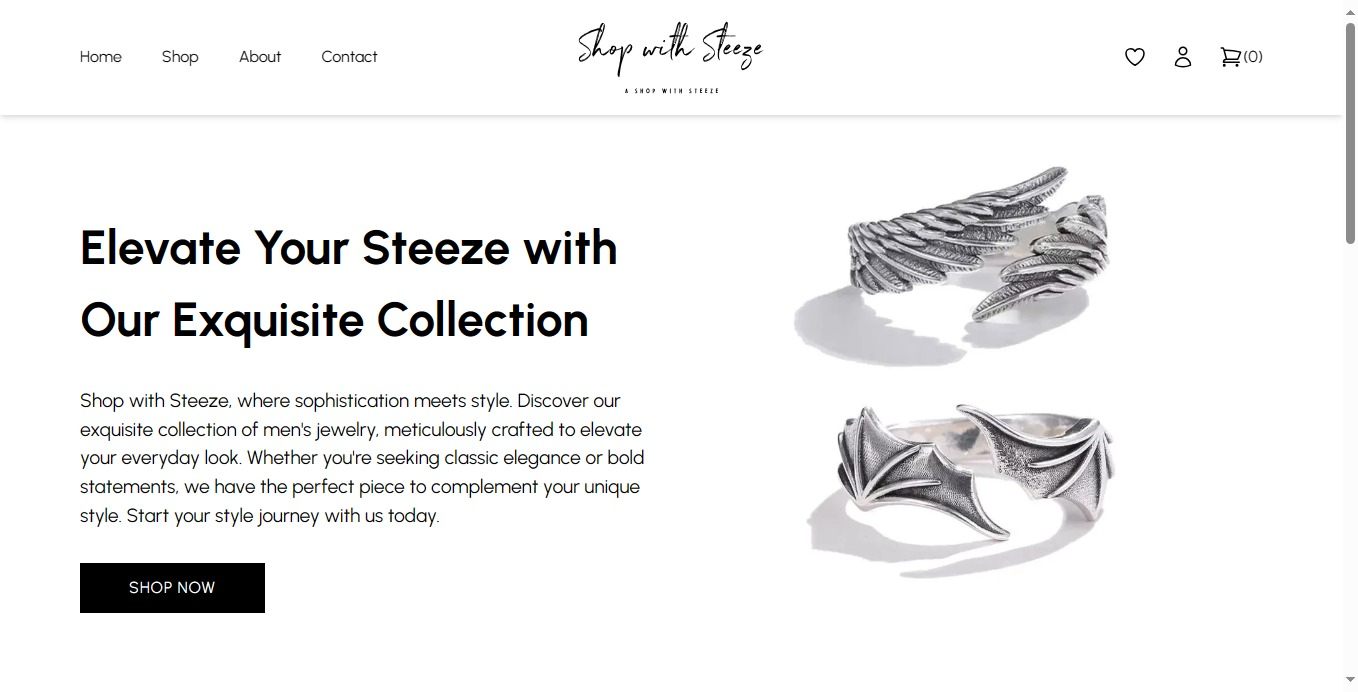 Home
Shop
About
Contact
Shop with Steeze
A SHOP WITH STEEZE
(0)
Elevate Your Steeze with
Our Exquisite Collection
Shop with Steeze, where sophistication meets style. Discover our
exquisite collection of men's jewelry, meticulously crafted to elevate
your everyday look. Whether you're seeking classic elegance or bold
statements, we have the perfect piece to complement your unique
style. Start your style journey with us today.
SHOP NOW